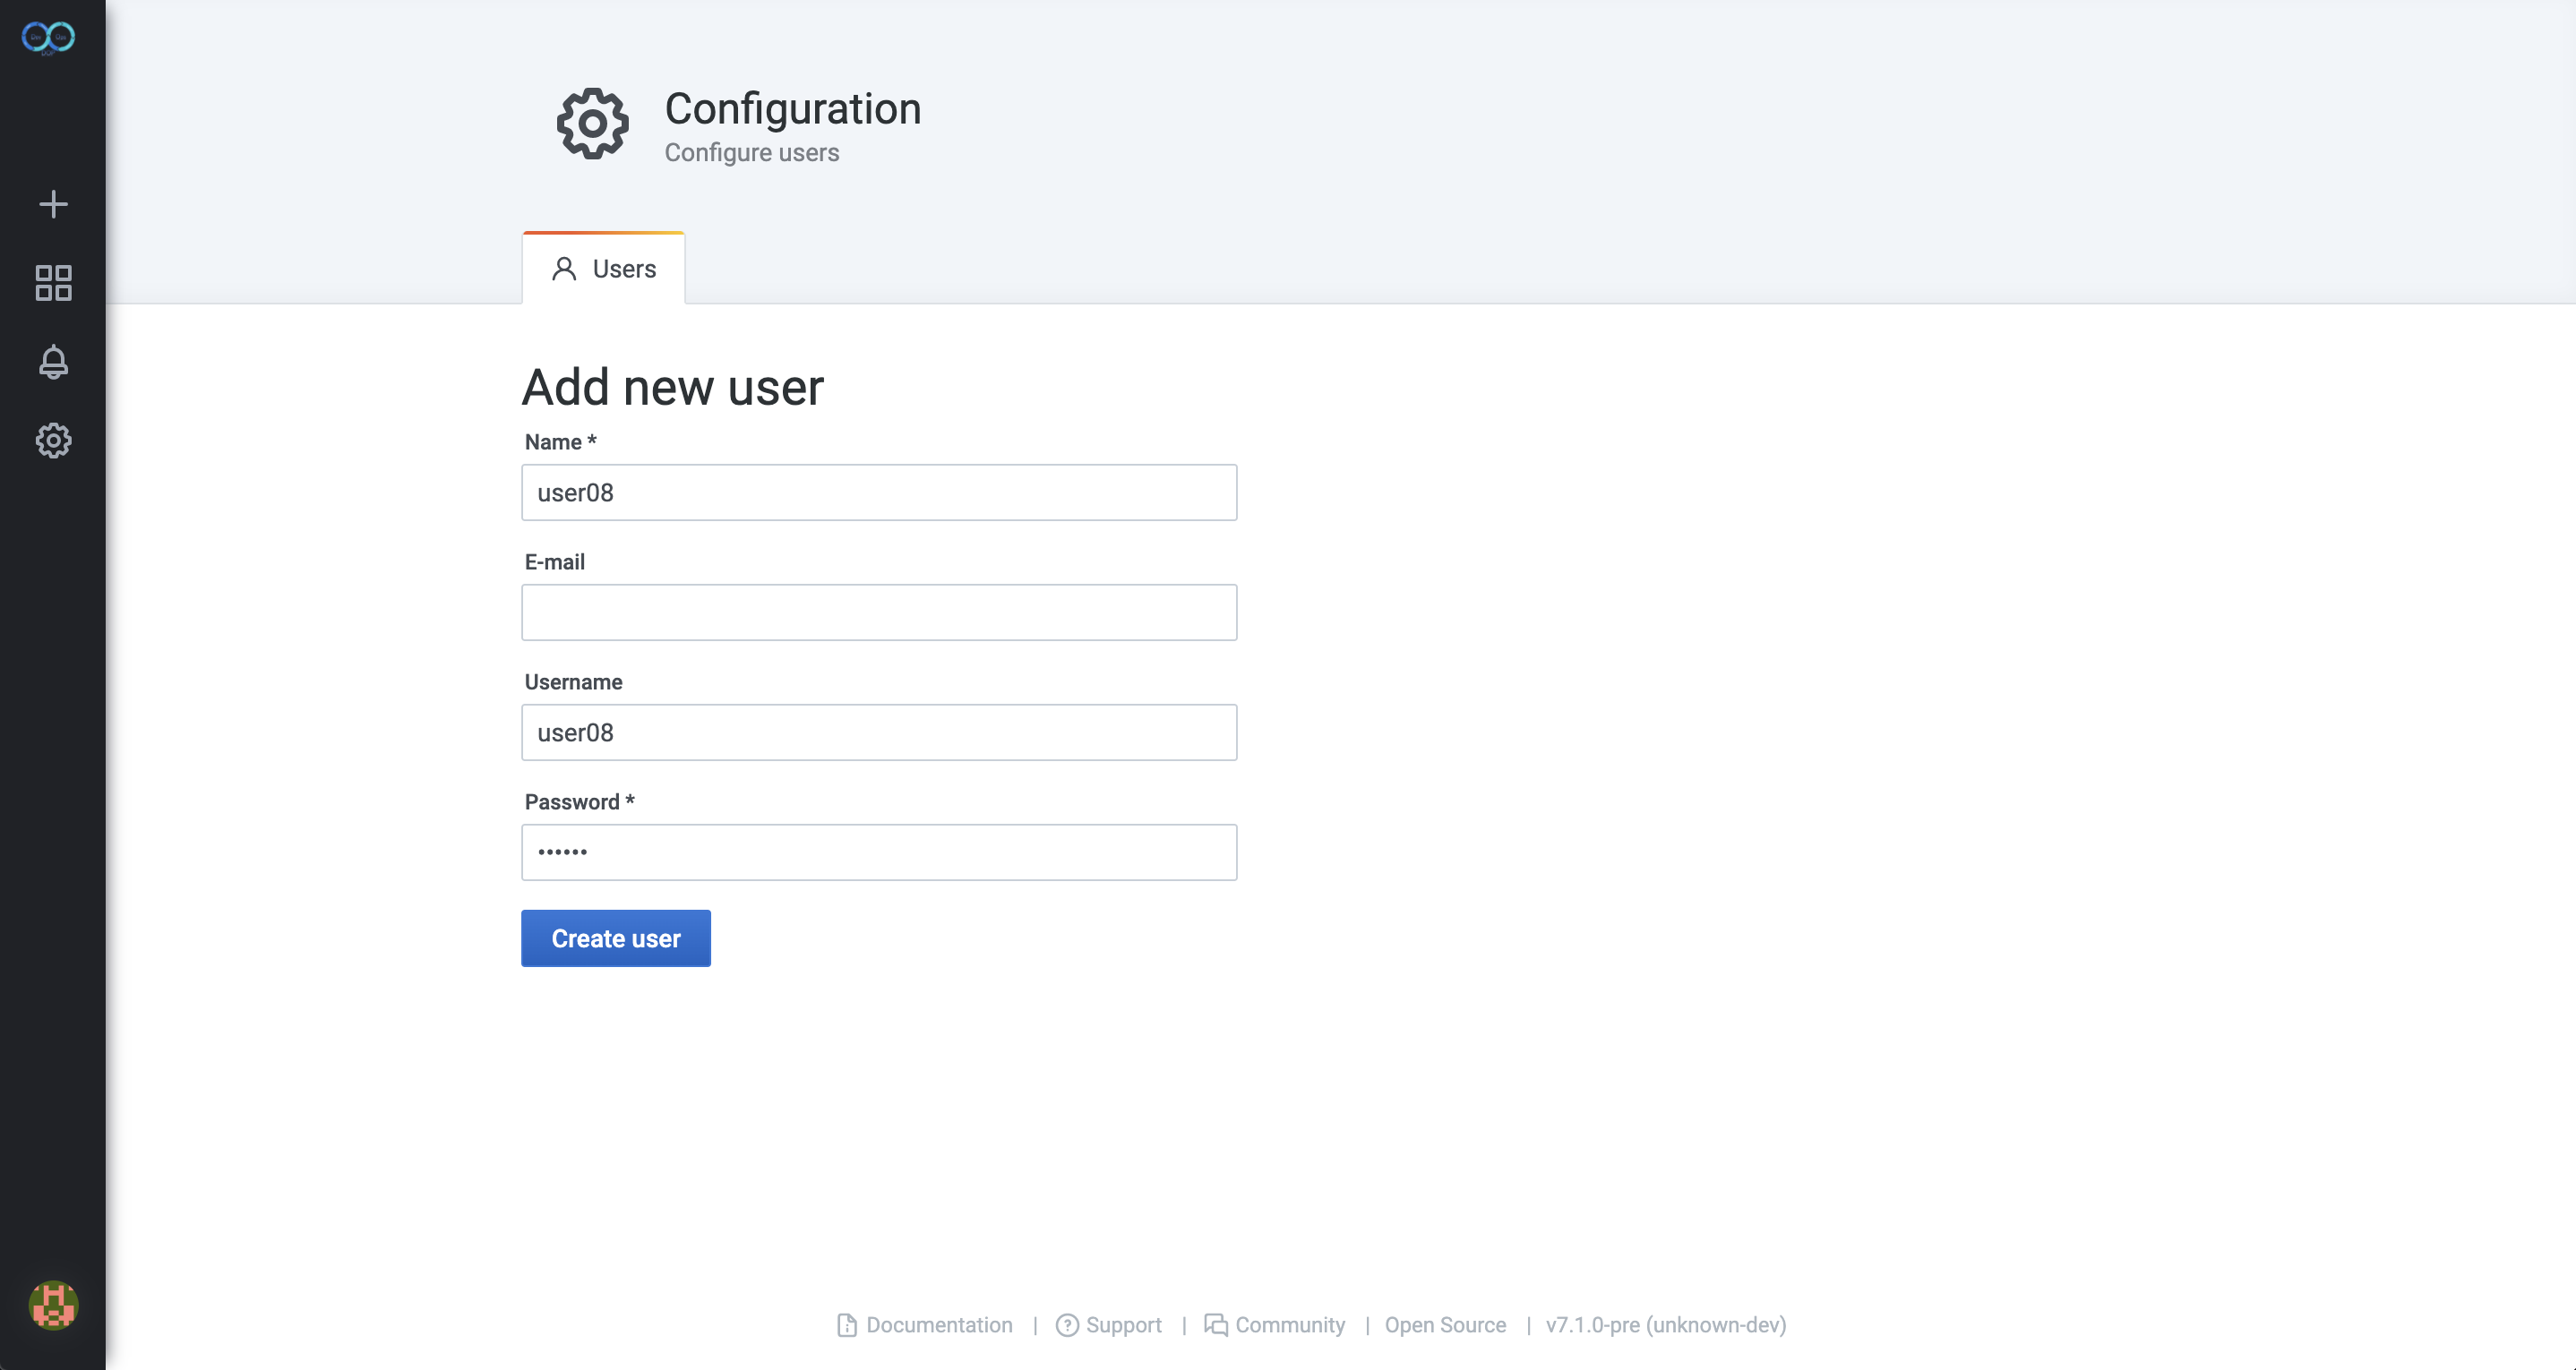 Configuration
Configure users
Users
Add new user
Name *
user08
E-mail
Username
user08
Password *
••••••
Create user
Documentation | Support | Community | Open Source | v7.1.0-pre (unknown-dev)